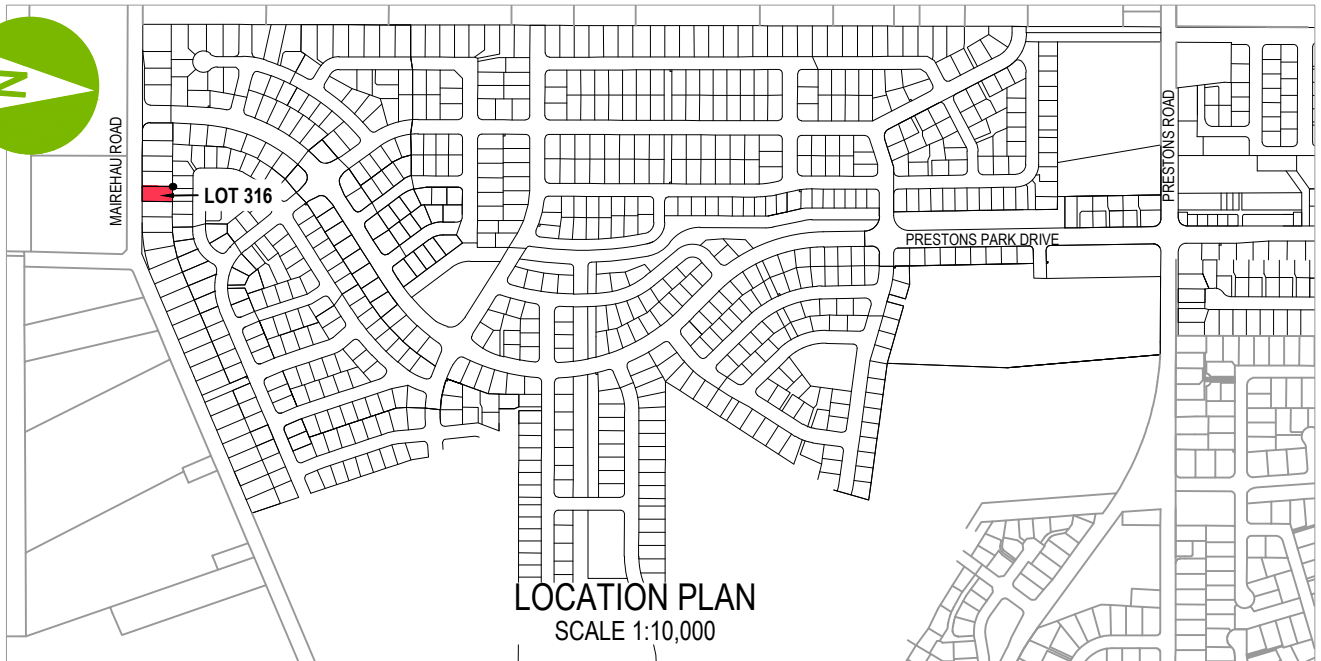 N
MAIREHAU ROAD
LOT 316
PRESTONS ROAD
PRESTONS PARK DRIVE
LOCATION PLAN
SCALE 1:10,000